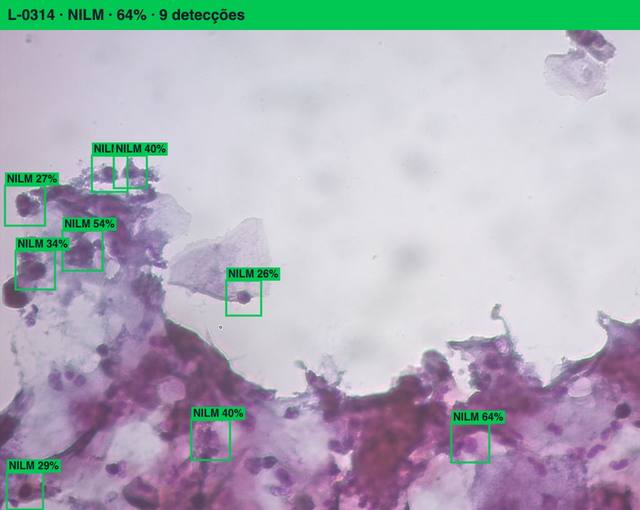 L-0314 · NILM · 64% · 9 detecções
NILM 40%
NILM 27%
NILM 54%
NILM 34%
NILM 26%
NILM 40%
NILM 64%
NILM 29%